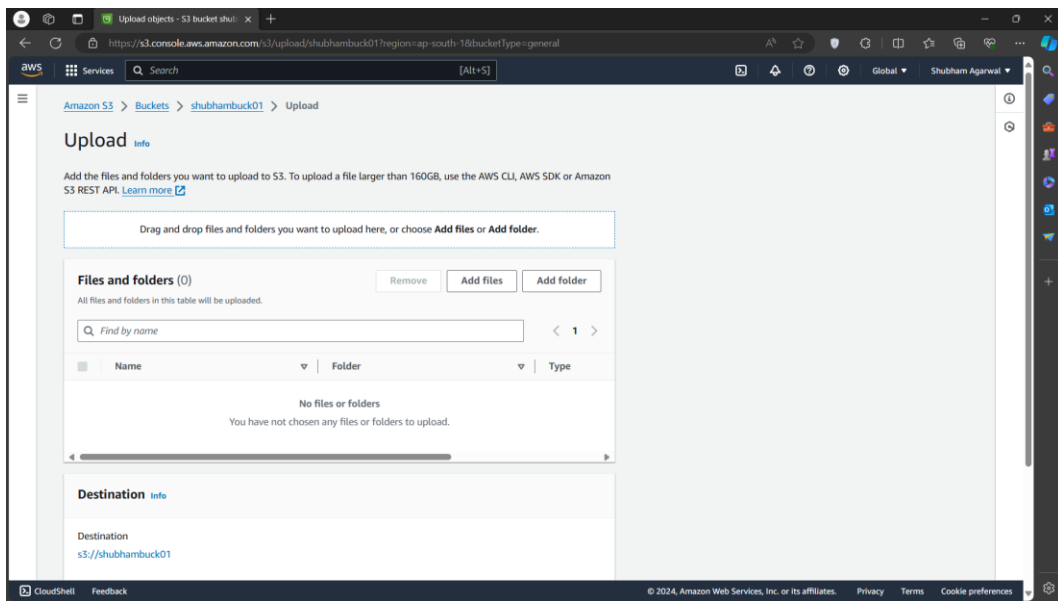 Upload objects - S3 bucket shub
https://s3.console.aws.amazon.com/s3/upload/shubhambuck01?region=ap-south-1&bucketType=general
aws Services Search [Alt+S] Global Shubham Agarwal
Amazon S3 > Buckets > shubhambuck01 > Upload
Upload Info
Add the files and folders you want to upload to S3. To upload a file larger than 160GB, use the AWS CLI, AWS SDK or Amazon
S3 REST API. Learn more
Drag and drop files and folders you want to upload here, or choose Add files or Add folder.
Files and folders (0) Remove Add files Add folder
All files and folders in this table will be uploaded.
Find by name < 1 >
Name Folder Type
No files or folders
You have not chosen any files or folders to upload.
Destination Info
Destination
s3://shubhambuck01
CloudShell Feedback © 2024, Amazon Web Services, Inc. or its affiliates. Privacy Terms Cookie preferences